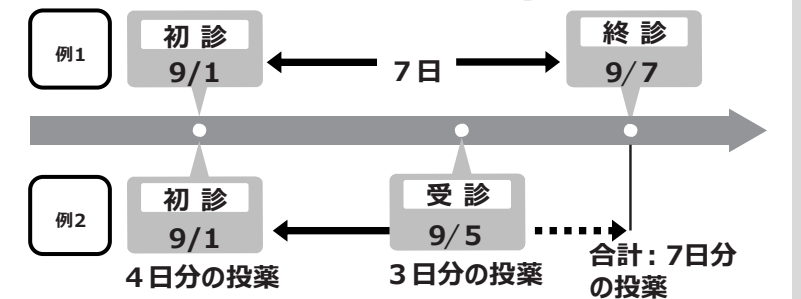 例1
初 診
9/1
7日
終 診
9/7
例2
初 診
9/1
4日分の投薬
受 診
9/5
3日分の投薬
合計：7日分
の投薬